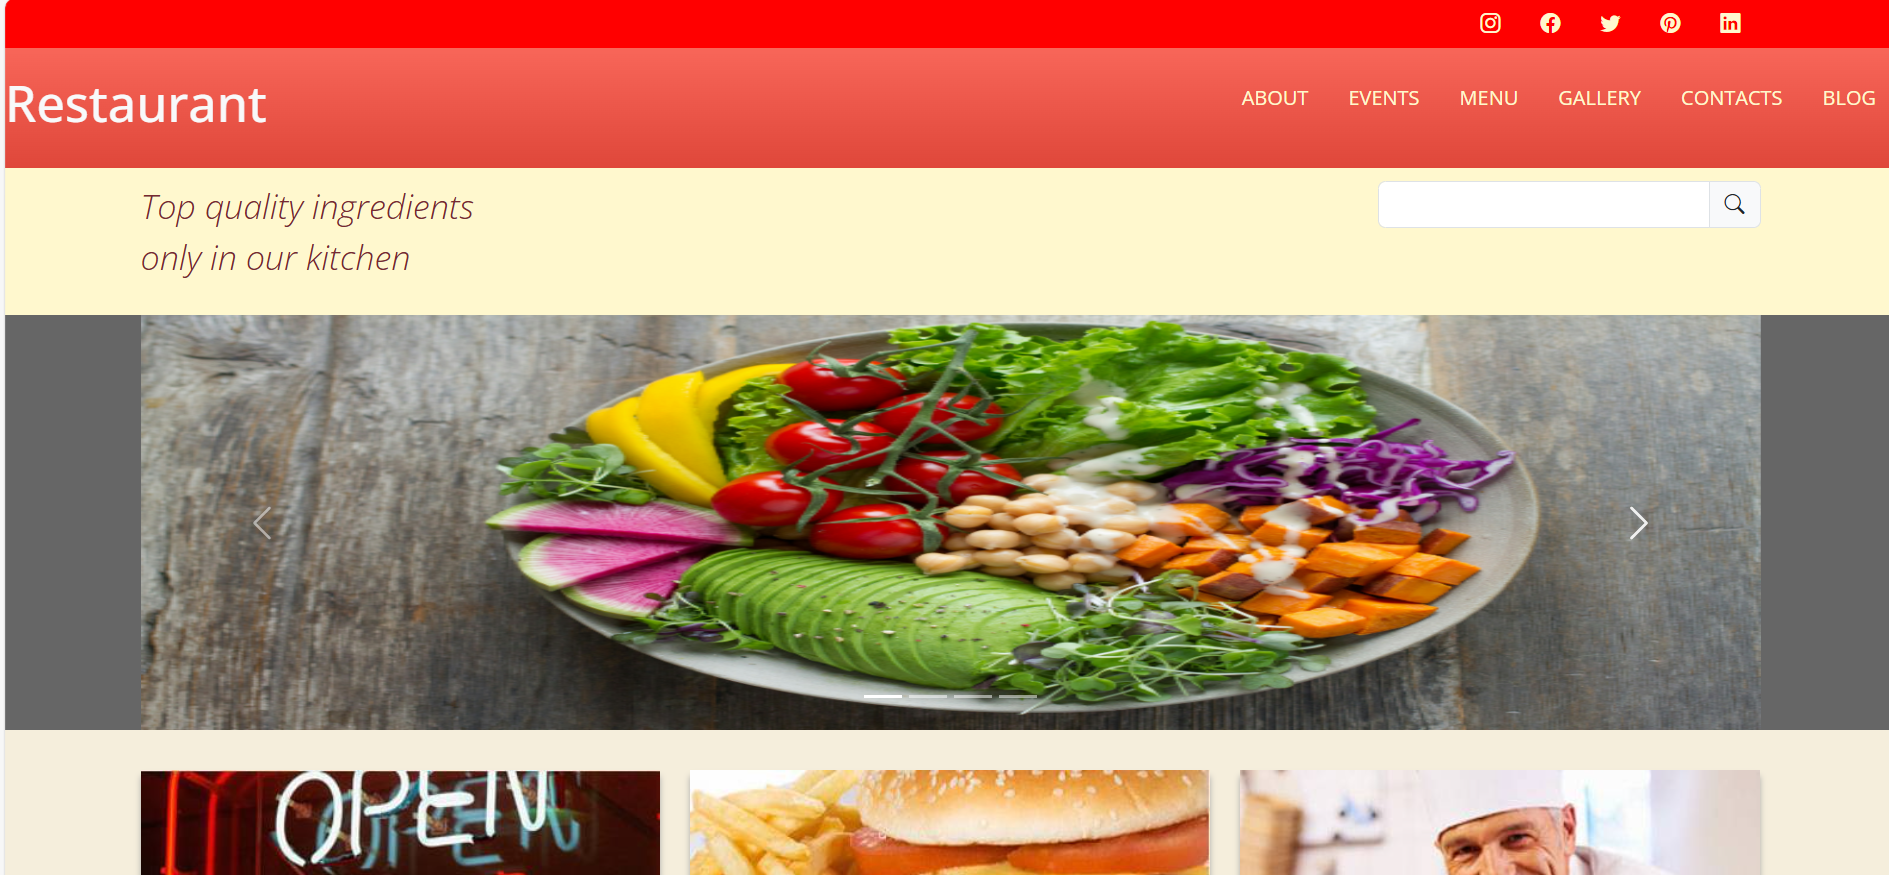 Restaurant
ABOUT EVENTS MENU GALLERY CONTACTS BLOG
Top quality ingredients
only in our kitchen
OPEN